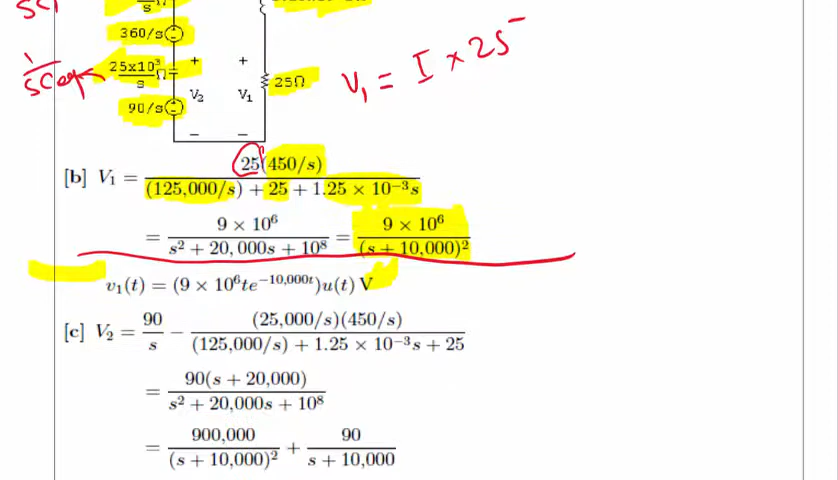 s
360/s
V₁ = I × 25
1/sCeq
25x10³/s Ω
+ +
V₂ V₁ 25Ω
90/s
− −
[b] V₁ = 25(450/s) / ((125,000/s) + 25 + 1.25 × 10⁻³s)
= 9 × 10⁶ / (s² + 20,000s + 10⁸) = 9 × 10⁶ / (s + 10,000)²
v₁(t) = (9 × 10⁶te⁻¹⁰,⁰⁰⁰ᵗ)u(t) V
[c] V₂ = 90/s − (25,000/s)(450/s) / ((125,000/s) + 1.25 × 10⁻³s + 25)
= 90(s + 20,000) / (s² + 20,000s + 10⁸)
= 900,000 / (s + 10,000)² + 90 / (s + 10,000)